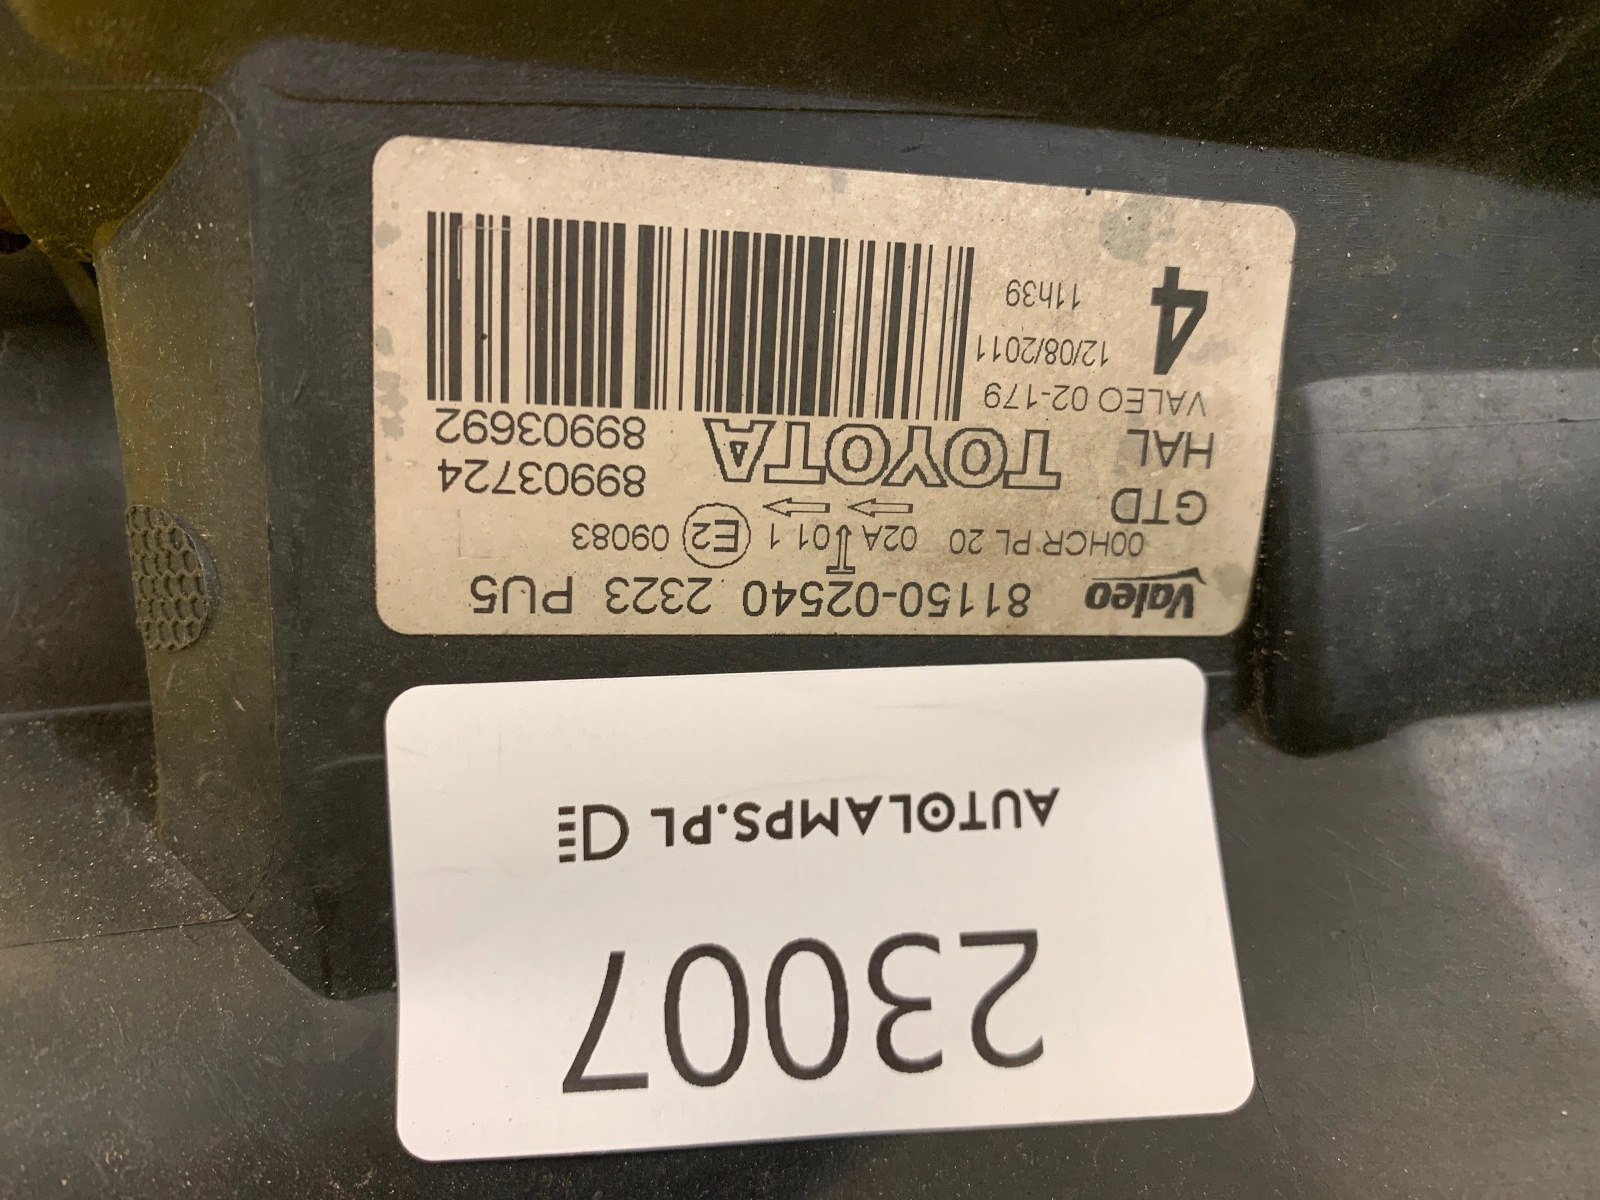 23007
AUTOLAMPS.PL
Valeo 81150-02540 2323 PU5
00HCR PL 20 02A 01 1 E2 09083
GTD 89903724
HAL TOYOTA 89903692
VALEO 02-179
12/08/2011
4 11h39